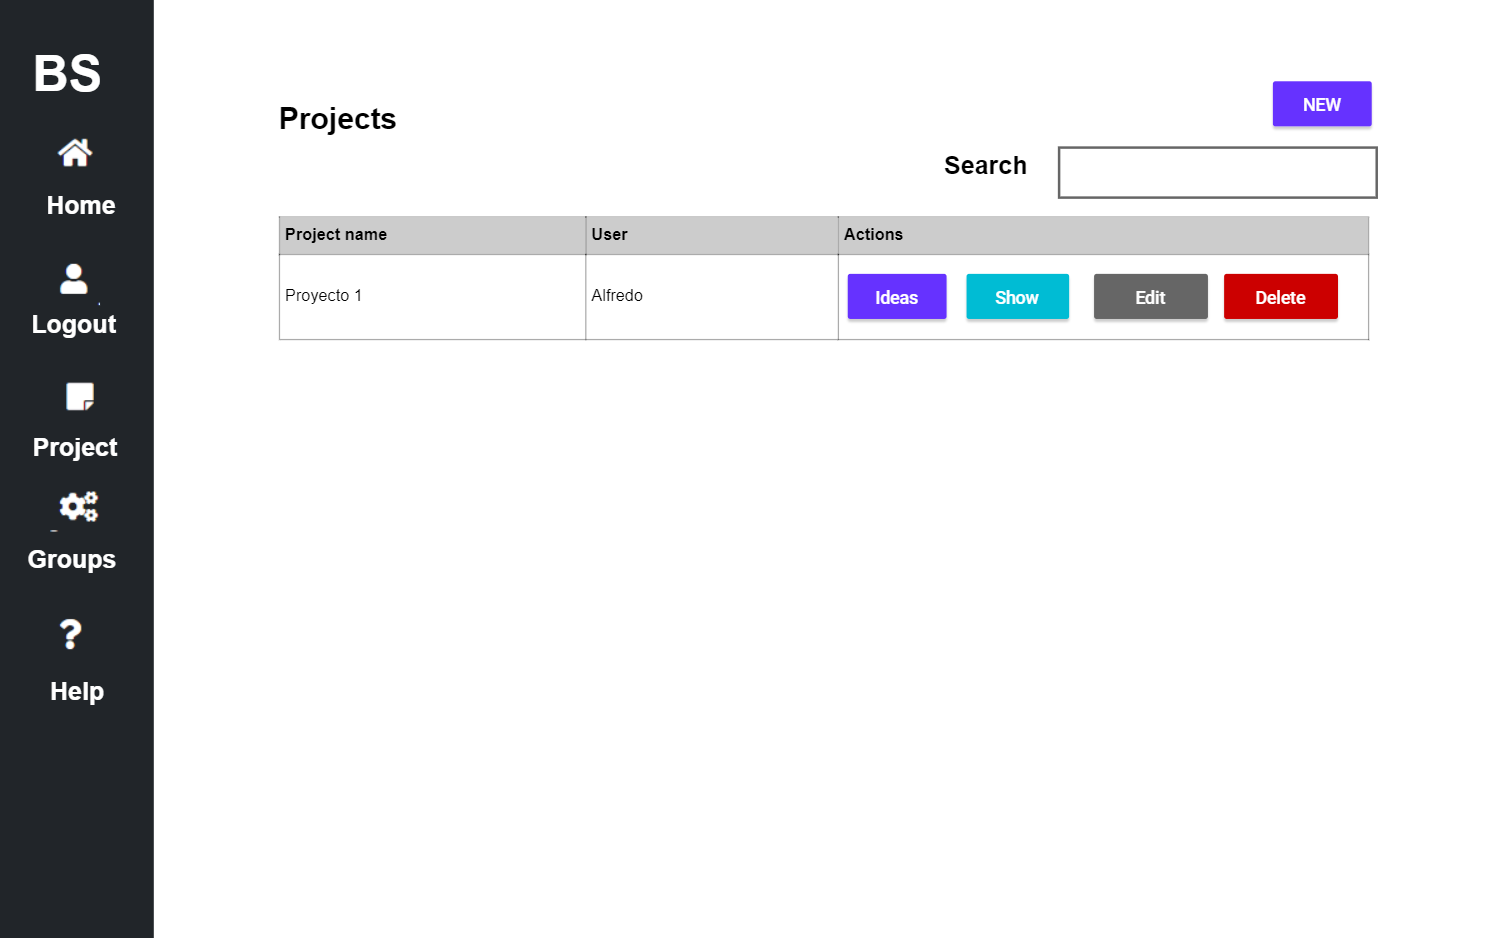 BS
Home
Logout
Project
Groups
Help
Projects
NEW
Search
Project name User Actions
Proyecto 1 Alfredo Ideas Show Edit Delete